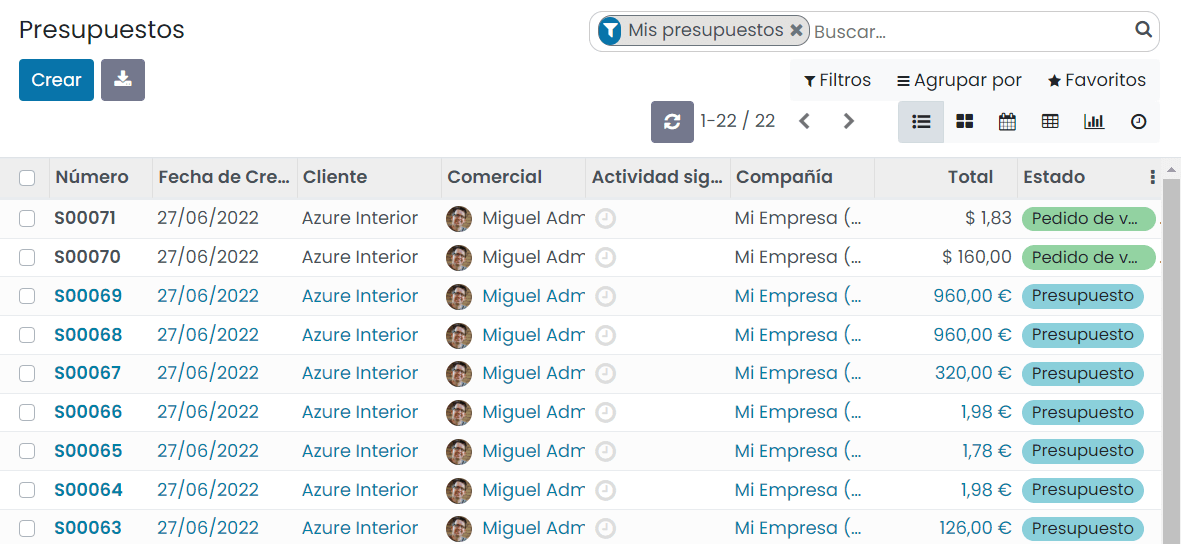 Presupuestos
Mis presupuestos
Buscar...
Crear
Filtros
Agrupar por
Favoritos
1-22 / 22
Número Fecha de Cre... Cliente Comercial Actividad sig... Compañía Total Estado
S00071 27/06/2022 Azure Interior Miguel Adm Mi Empresa (... $ 1,83 Pedido de v...
S00070 27/06/2022 Azure Interior Miguel Adm Mi Empresa (... $ 160,00 Pedido de v...
S00069 27/06/2022 Azure Interior Miguel Adm Mi Empresa (... 960,00 € Presupuesto
S00068 27/06/2022 Azure Interior Miguel Adm Mi Empresa (... 960,00 € Presupuesto
S00067 27/06/2022 Azure Interior Miguel Adm Mi Empresa (... 320,00 € Presupuesto
S00066 27/06/2022 Azure Interior Miguel Adm Mi Empresa (... 1,98 € Presupuesto
S00065 27/06/2022 Azure Interior Miguel Adm Mi Empresa (... 1,78 € Presupuesto
S00064 27/06/2022 Azure Interior Miguel Adm Mi Empresa (... 1,98 € Presupuesto
S00063 27/06/2022 Azure Interior Miguel Adm Mi Empresa (... 126,00 € Presupuesto